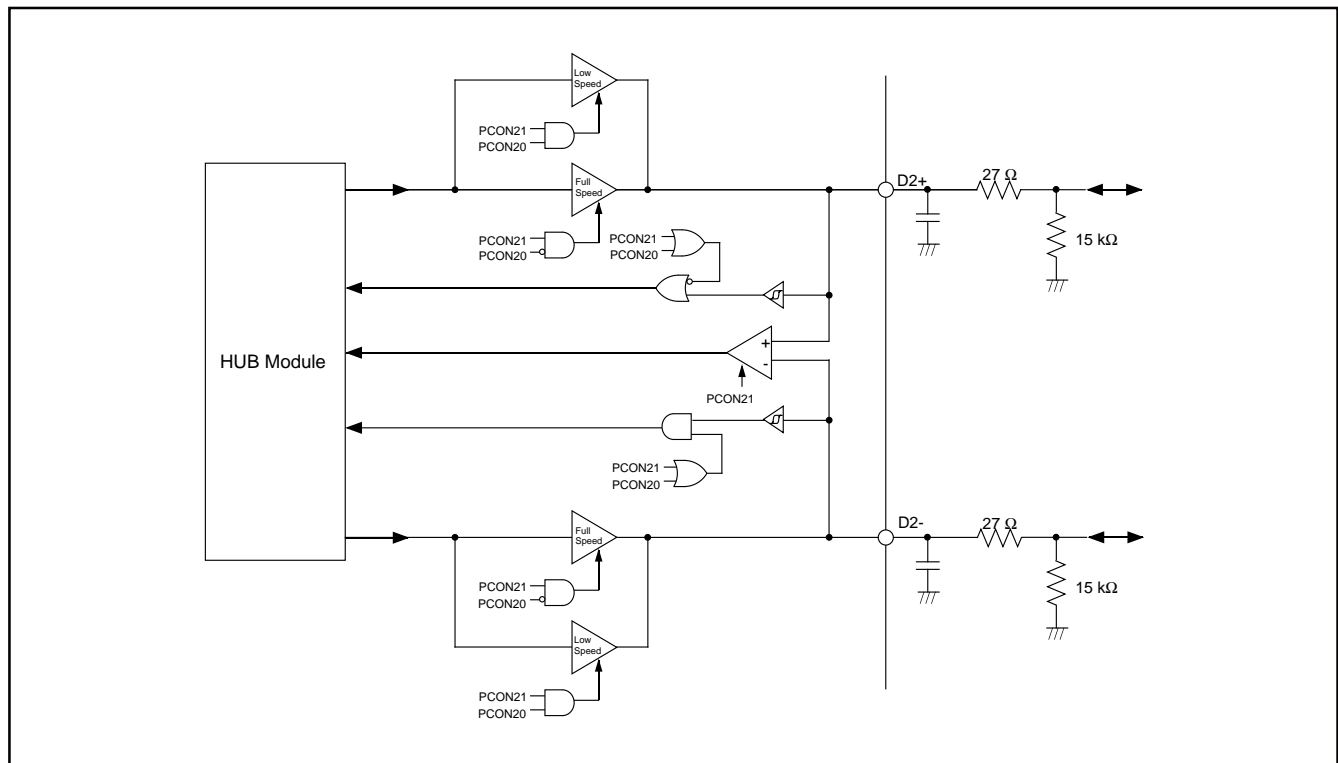 Low
Speed
PCON21
PCON20
D2+
27 Ω
Full
Speed
PCON21
PCON20
PCON21
PCON20
15 kΩ
HUB Module
+
-
PCON21
PCON21
PCON20
D2-
27 Ω
Full
Speed
PCON21
PCON20
15 kΩ
Low
Speed
PCON21
PCON20